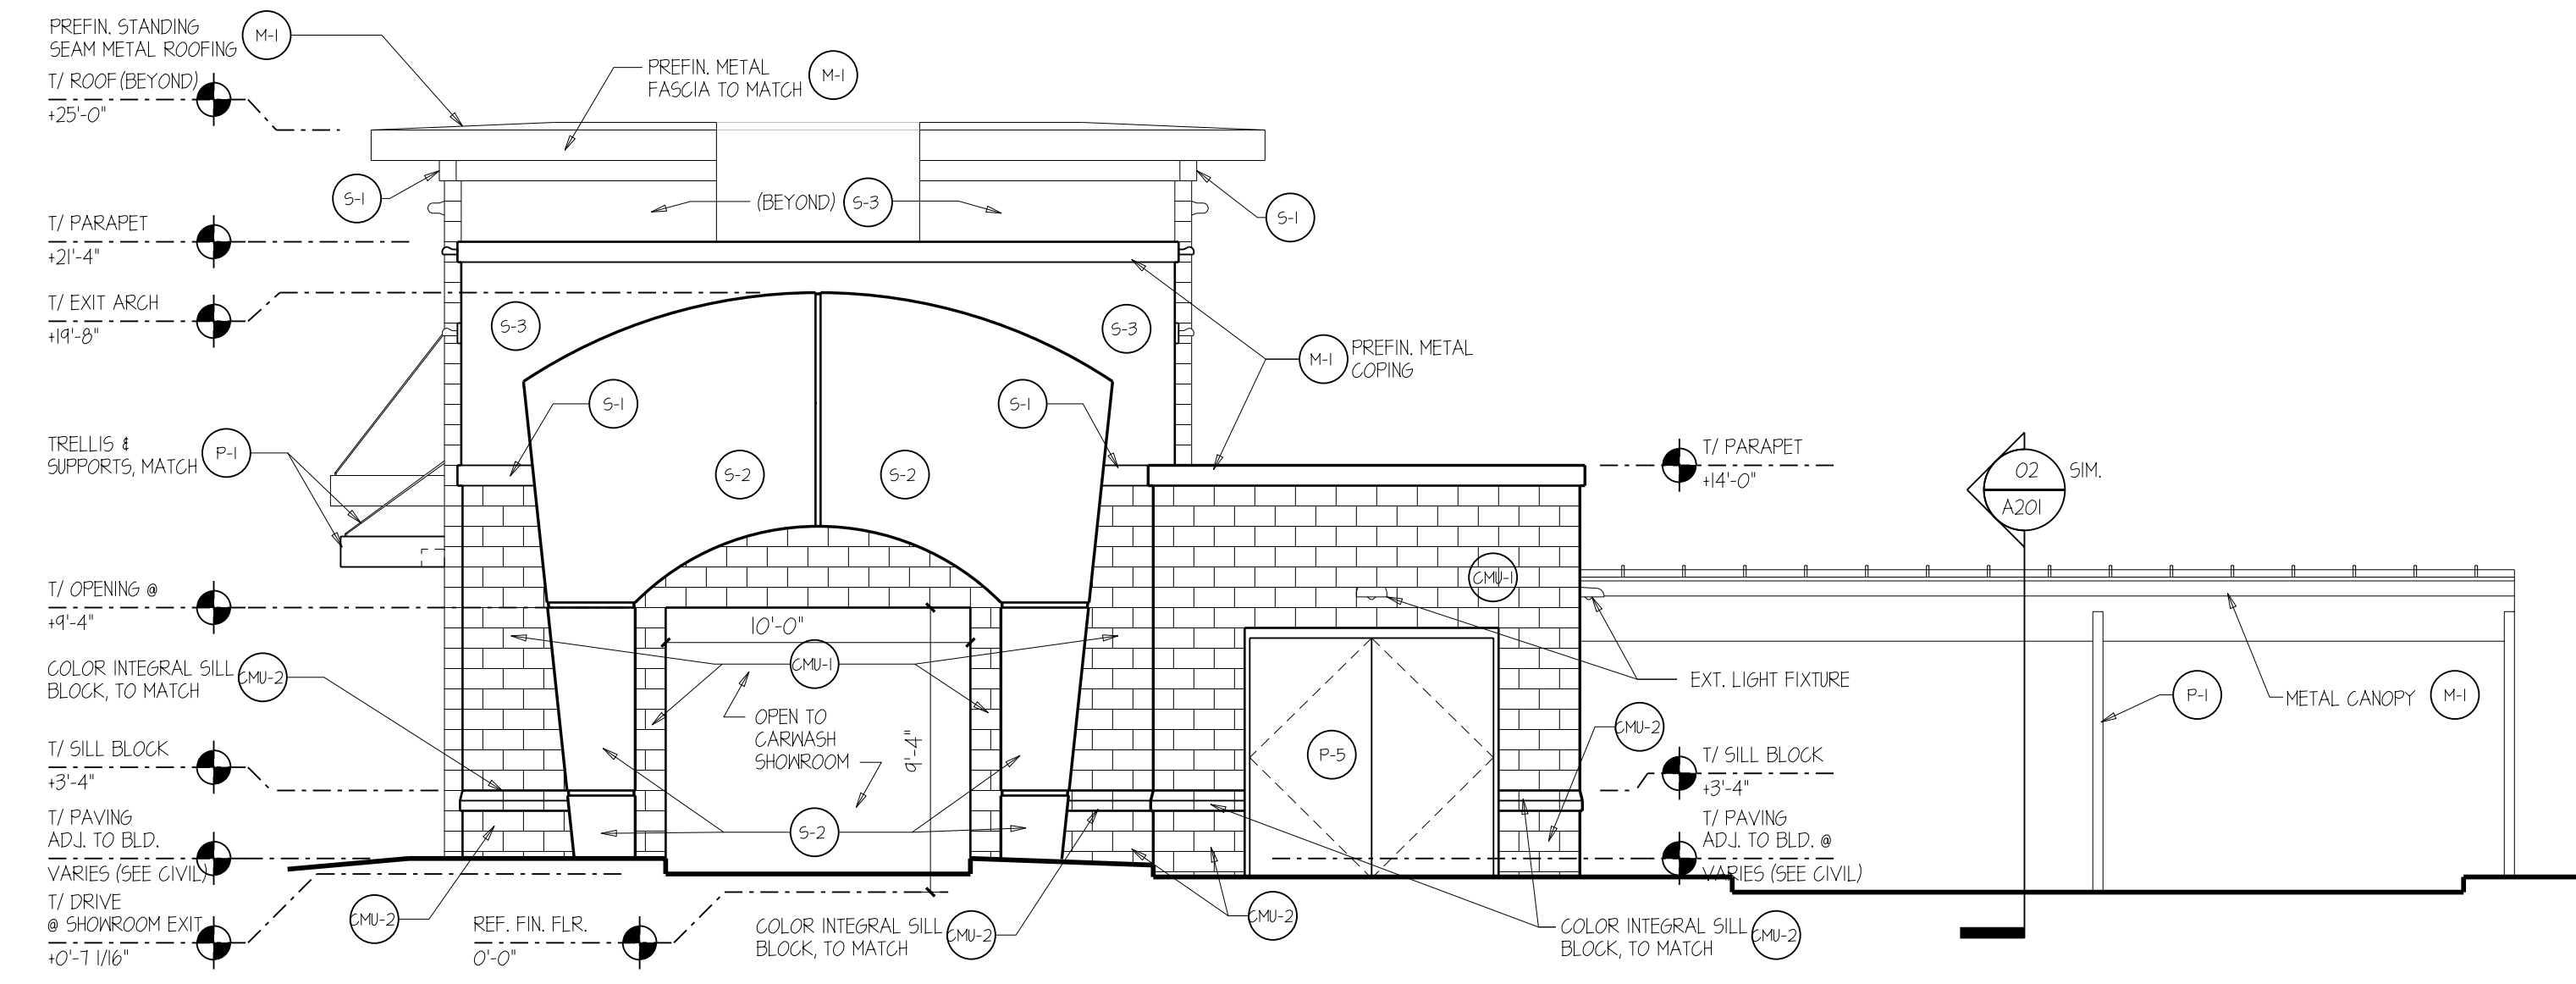 PREFIN. STANDING
SEAM METAL ROOFING
M-1
T/ ROOF (BEYOND)
+25'-0"
PREFIN. METAL
FASCIA TO MATCH
M-1
S-1
(BEYOND)
S-3
S-1
T/ PARAPET
+21'-4"
T/ EXIT ARCH
+19'-8"
S-3
S-3
M-1
PREFIN. METAL
COPING
S-1
S-1
TRELLIS &
SUPPORTS, MATCH
P-1
S-2
S-2
T/ PARAPET
+14'-0"
02
A201
SIM.
CMU-1
T/ OPENING @
+9'-4"
10'-0"
CMU-1
COLOR INTEGRAL SILL
BLOCK, TO MATCH
CMU-2
EXT. LIGHT FIXTURE
P-1
METAL CANOPY
M-1
OPEN TO
CARWASH
SHOWROOM
9'-4"
CMU-2
P-5
T/ SILL BLOCK
+3'-4"
T/ SILL BLOCK
+3'-4"
T/ PAVING
ADJ. TO BLD.
VARIES (SEE CIVIL)
S-2
T/ PAVING
ADJ. TO BLD. @
VARIES (SEE CIVIL)
T/ DRIVE
@ SHOWROOM EXIT
+0'-7 1/16"
CMU-2
REF. FIN. FLR.
0'-0"
COLOR INTEGRAL SILL
BLOCK, TO MATCH
CMU-2
CMU-2
COLOR INTEGRAL SILL
BLOCK, TO MATCH
CMU-2